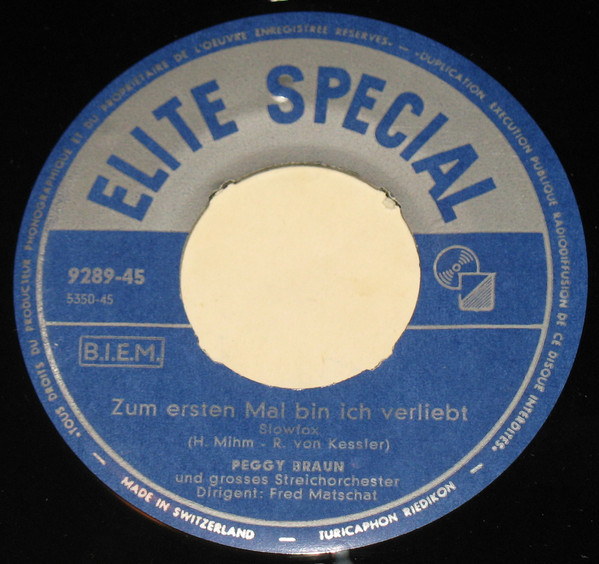 "TOUS DROITS DU PRODUCTEUR PHONOGRAPHIQUE ET DU PROPRIETAIRE DE L'OEUVRE ENREGISTREE RESERVES. — "DUPLICATION, EXECUTION PUBLIQUE RADIODIFFUSION DE CE DISQUE INTERDITES."
ELITE SPECIAL
9289-45
5350-45
B.I.E.M.
Zum ersten Mal bin ich verliebt
Slowfox
(H. Mihm - R. von Kessler)
PEGGY BRAUN
und grosses Streichorchester
Dirigent: Fred Matschat
— MADE IN SWITZERLAND — TURICAPHON RIEDIKON —